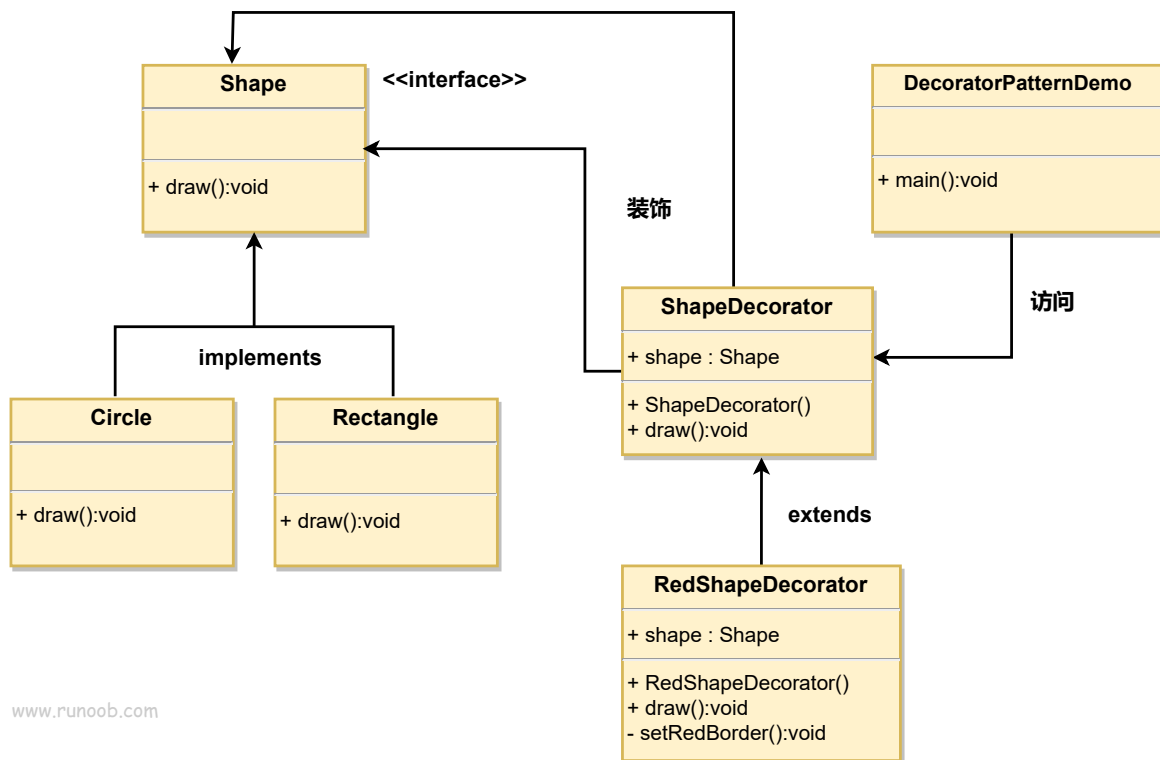 Shape
<<interface>>
+ draw():void
DecoratorPatternDemo
+ main():void
装饰
访问
ShapeDecorator
+ shape : Shape
+ ShapeDecorator()
+ draw():void
implements
Circle
+ draw():void
Rectangle
+ draw():void
extends
RedShapeDecorator
+ shape : Shape
+ RedShapeDecorator()
+ draw():void
- setRedBorder():void
www.runoob.com